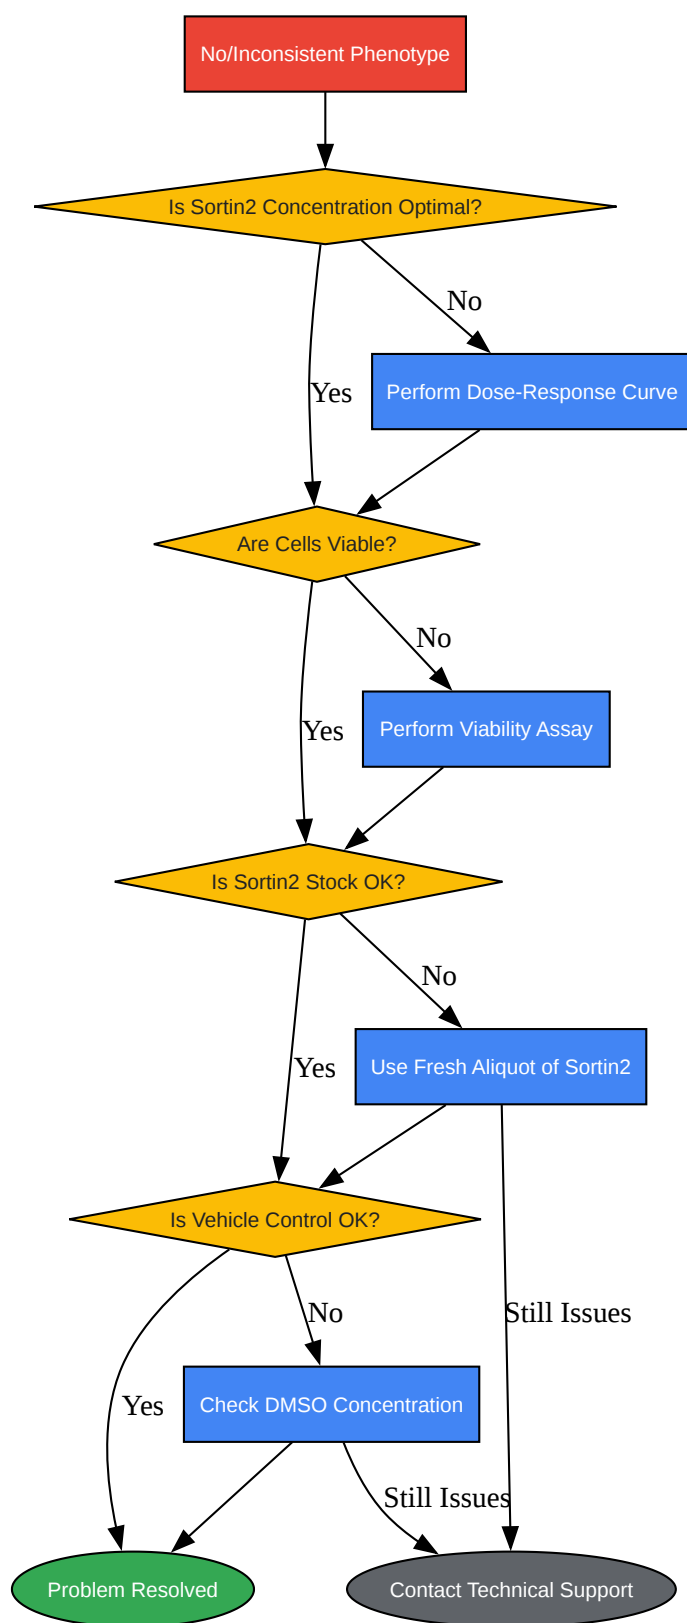 No/Inconsistent Phenotype
Is Sortin2 Concentration Optimal?
No
Yes
Perform Dose-Response Curve
Are Cells Viable?
No
Yes
Perform Viability Assay
Is Sortin2 Stock OK?
No
Yes
Use Fresh Aliquot of Sortin2
Is Vehicle Control OK?
No
Still Issues
Yes
Check DMSO Concentration
Still Issues
Problem Resolved
Contact Technical Support